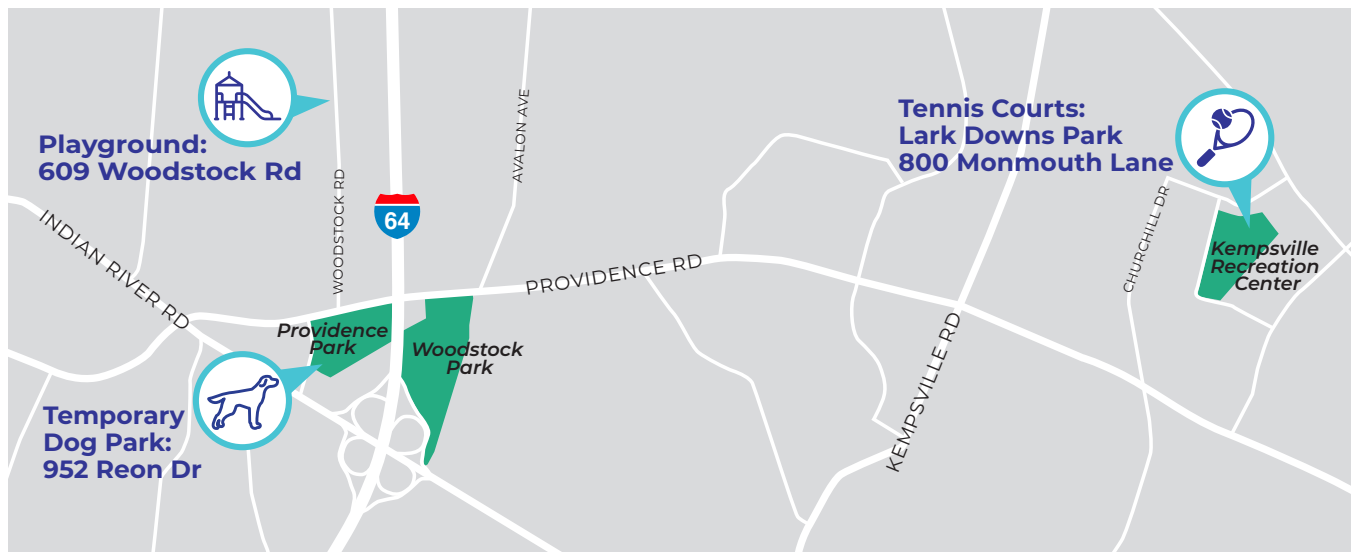 Playground:
609 Woodstock Rd
WOODSTOCK RD
64
AVALON AVE
Tennis Courts:
Lark Downs Park
800 Monmouth Lane
CHURCHILL DR
Kempsville
Recreation
Center
INDIAN RIVER RD
PROVIDENCE RD
Providence
Park
Woodstock
Park
KEMPSVILLE RD
Temporary
Dog Park:
952 Reon Dr